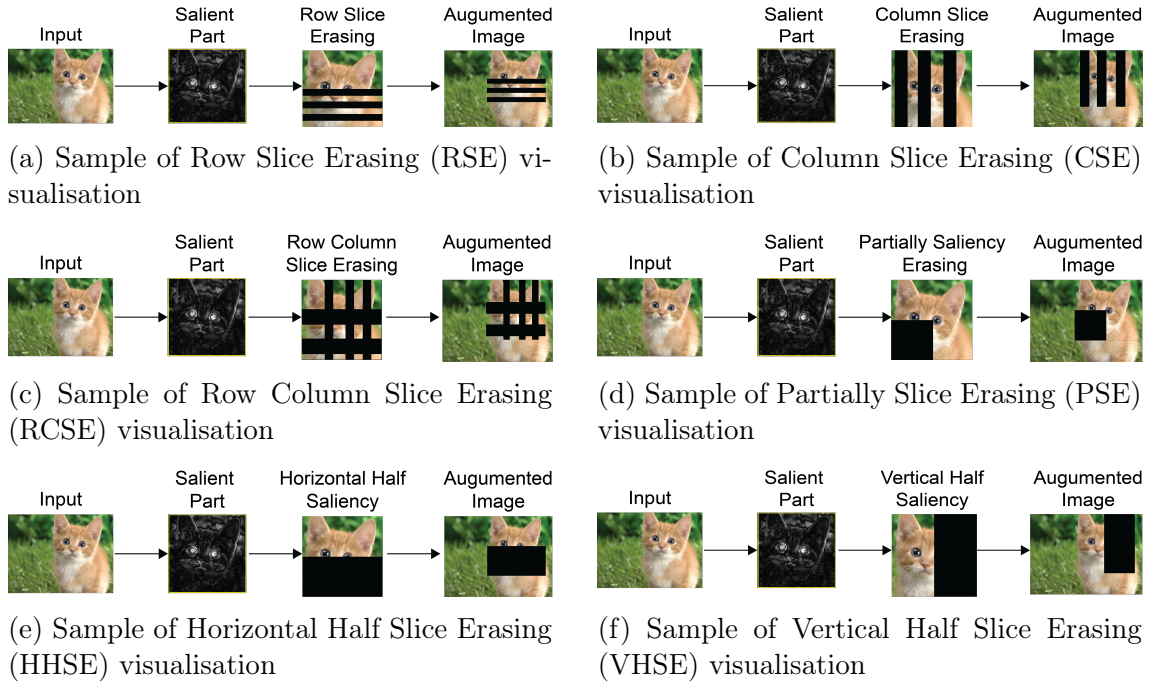 Input
Salient
Part
Row Slice
Erasing
Augumented
Image
(a) Sample of Row Slice Erasing (RSE) vi-
sualisation
Input
Salient
Part
Column Slice
Erasing
Augumented
Image
(b) Sample of Column Slice Erasing (CSE)
visualisation
Input
Salient
Part
Row Column
Slice Erasing
Augumented
Image
(c) Sample of Row Column Slice Erasing
(RCSE) visualisation
Input
Salient
Part
Partially Saliency
Erasing
Augumented
Image
(d) Sample of Partially Slice Erasing (PSE)
visualisation
Input
Salient
Part
Horizontal Half
Saliency
Augumented
Image
(e) Sample of Horizontal Half Slice Erasing
(HHSE) visualisation
Input
Salient
Part
Vertical Half
Saliency
Augumented
Image
(f) Sample of Vertical Half Slice Erasing
(VHSE) visualisation